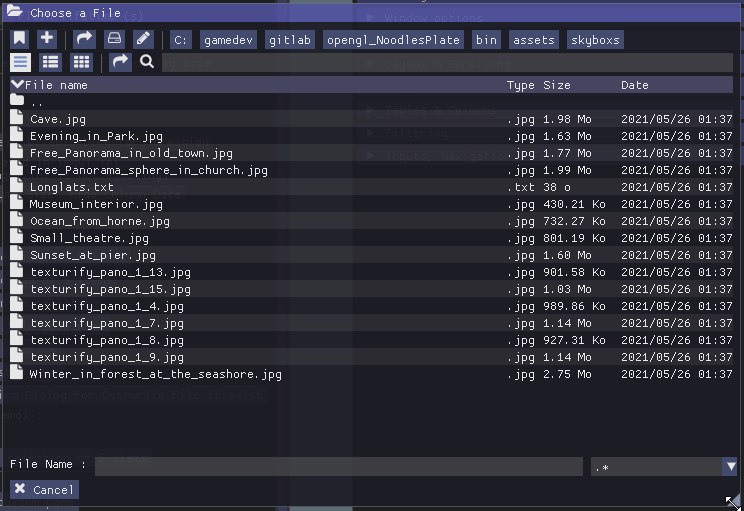 Choose a File
C: gamedev gitlab opengl_NoodlesPlate bin assets skyboxs
File name Type Size Date
..
Cave.jpg .jpg 1.98 Mo 2021/05/26 01:37
Evening_in_Park.jpg .jpg 1.63 Mo 2021/05/26 01:37
Free_Panorama_in_old_town.jpg .jpg 1.77 Mo 2021/05/26 01:37
Free_Panorama_sphere_in_church.jpg .jpg 1.99 Mo 2021/05/26 01:37
Longlats.txt .txt 38 o 2021/05/26 01:37
Museum_interior.jpg .jpg 430.21 Ko 2021/05/26 01:37
Ocean_from_horne.jpg .jpg 732.27 Ko 2021/05/26 01:37
Small_theatre.jpg .jpg 801.19 Ko 2021/05/26 01:37
Sunset_at_pier.jpg .jpg 1.60 Mo 2021/05/26 01:37
texturify_pano_1_13.jpg .jpg 901.58 Ko 2021/05/26 01:37
texturify_pano_1_15.jpg .jpg 1.03 Mo 2021/05/26 01:37
texturify_pano_1_4.jpg .jpg 989.86 Ko 2021/05/26 01:37
texturify_pano_1_7.jpg .jpg 1.14 Mo 2021/05/26 01:37
texturify_pano_1_8.jpg .jpg 927.31 Ko 2021/05/26 01:37
texturify_pano_1_9.jpg .jpg 1.14 Mo 2021/05/26 01:37
Winter_in_forest_at_the_seashore.jpg .jpg 2.75 Mo 2021/05/26 01:37
File Name : .*
Cancel